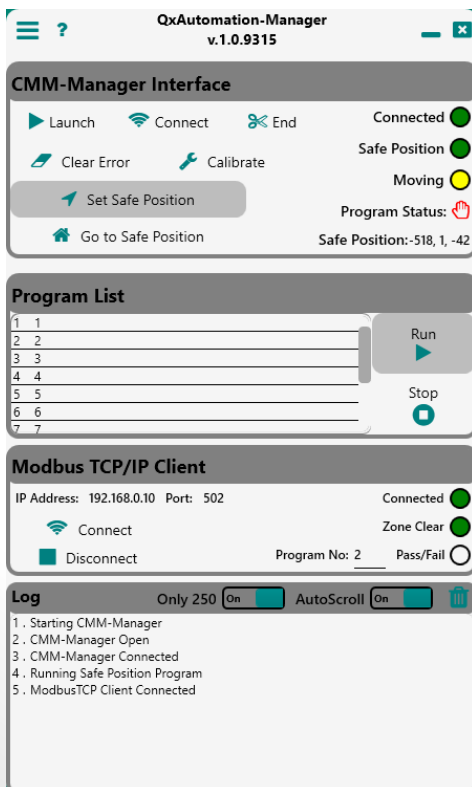 QxAutomation-Manager
? v.1.0.9315
CMM-Manager Interface
Launch Connect End Connected
Clear Error Calibrate Safe Position
Set Safe Position Moving
Program Status:
Go to Safe Position Safe Position:-518, 1, -42
Program List
1 1
2 2
3 3
4 4
5 5
6 6
7 7
Run
Stop
Modbus TCP/IP Client
IP Address: 192.168.0.10 Port: 502 Connected
Connect Zone Clear
Disconnect Program No: 2 Pass/Fail
Log Only 250 On AutoScroll On
1 . Starting CMM-Manager
2 . CMM-Manager Open
3 . CMM-Manager Connected
4 . Running Safe Position Program
5 . ModbusTCP Client Connected